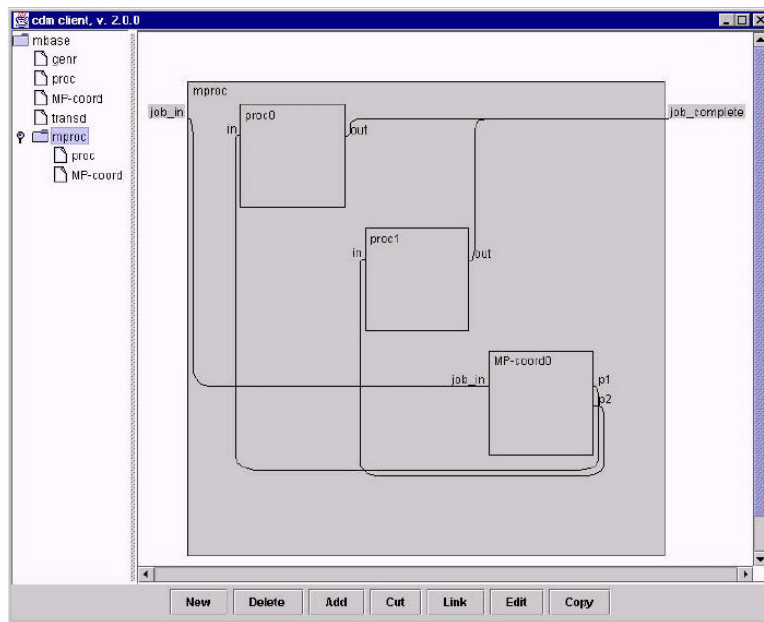 cdm client, v. 2.0.0
mbase
genr
proc
MP-coord
transd
mproc
proc
MP-coord
mproc
job_in
job_complete
proc0
in
out
proc1
in
out
MP-coord0
job_in
p1
p2
New Delete Add Cut Link Edit Copy